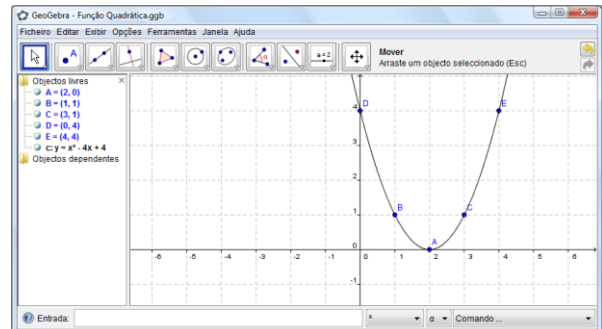 GeoGebra - Função Quadrática.ggb
Ficheiro Editar Exibir Opções Ferramentas Janela Ajuda
A
α
a=2
Mover
Arraste um objecto seleccionado (Esc)
Objectos livres
A = (2, 0)
B = (1, 1)
C = (3, 1)
D = (0, 4)
E = (4, 4)
c: y = x² - 4x + 4
Objectos dependentes
D
E
B
C
A
4
3
2
1
0
-1
-6 -5 -4 -3 -2 -1 0 1 2 3 4 5 6
Entrada:
² α Comando ...